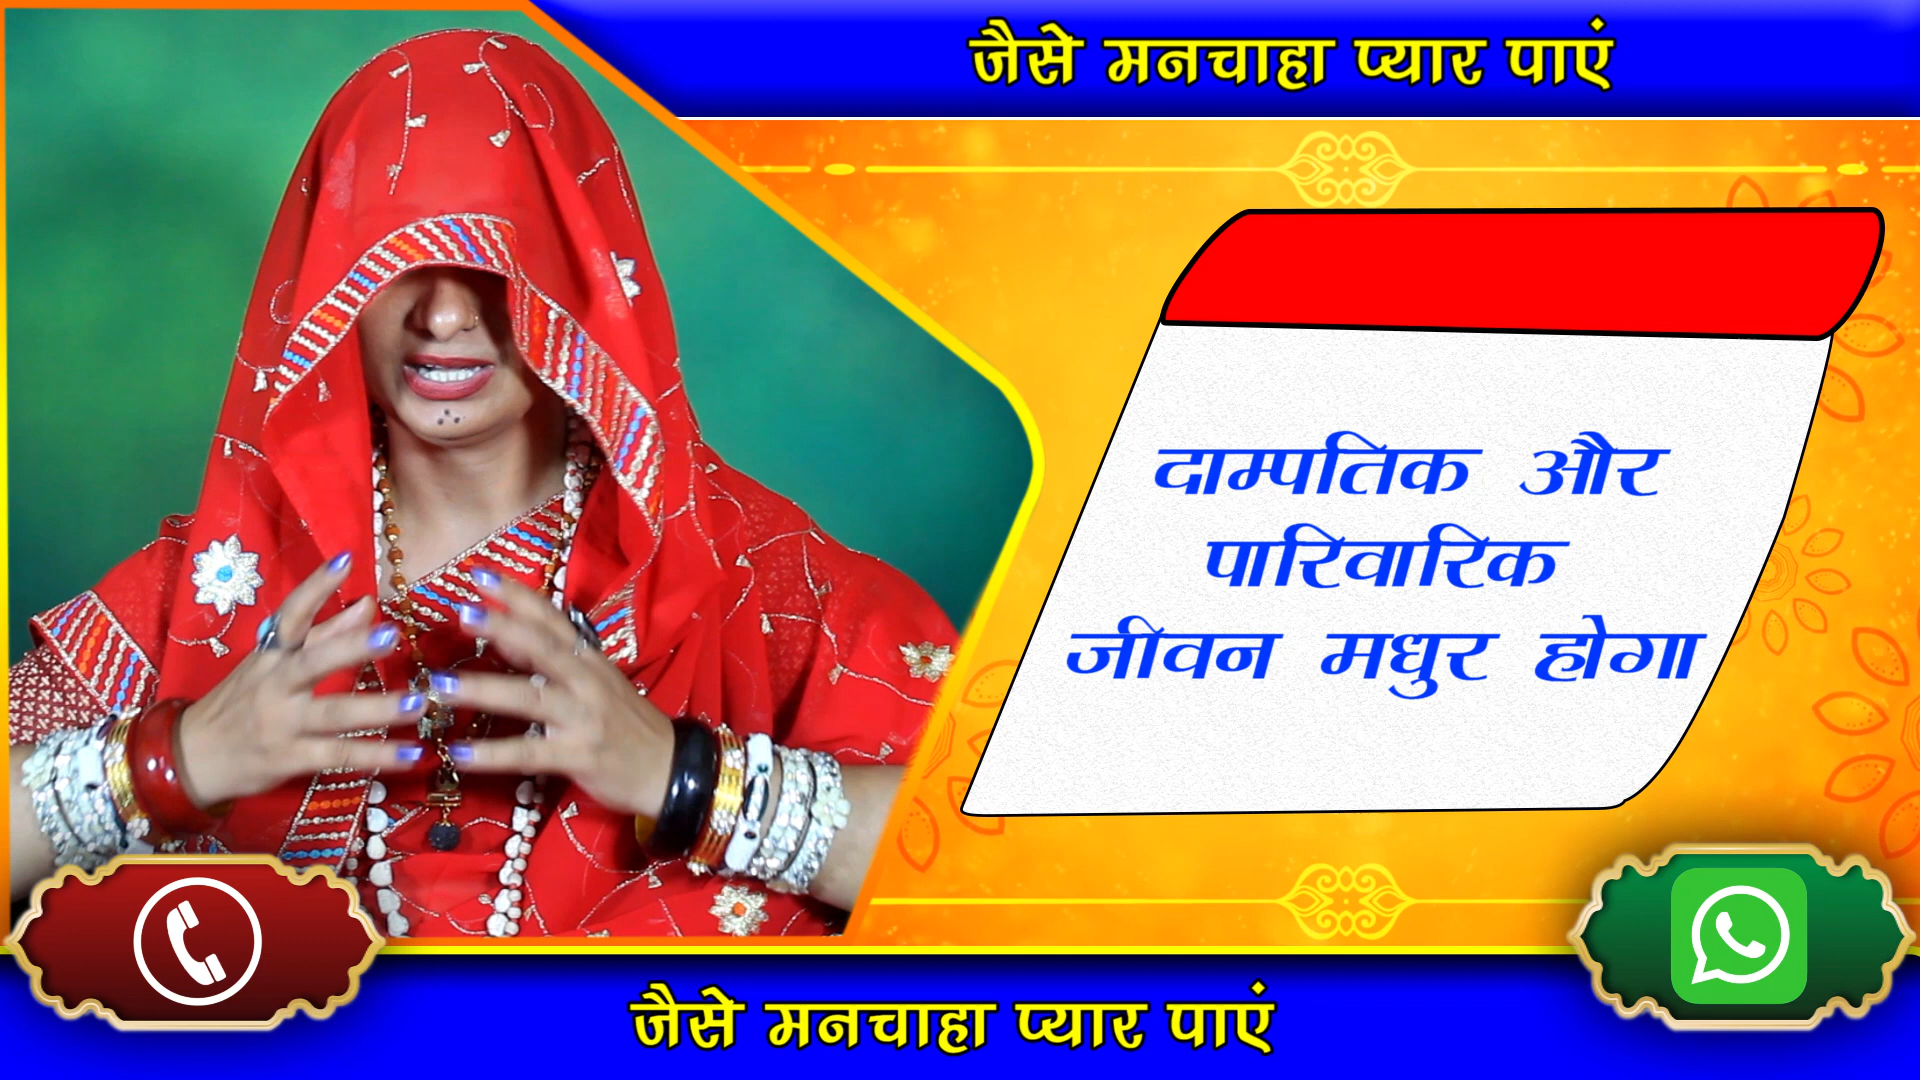 जैसे मनचाहा प्यार पाएं
दाम्पतिक और
पारिवारिक
जीवन मधुर होगा
जैसे मनचाहा प्यार पाएं